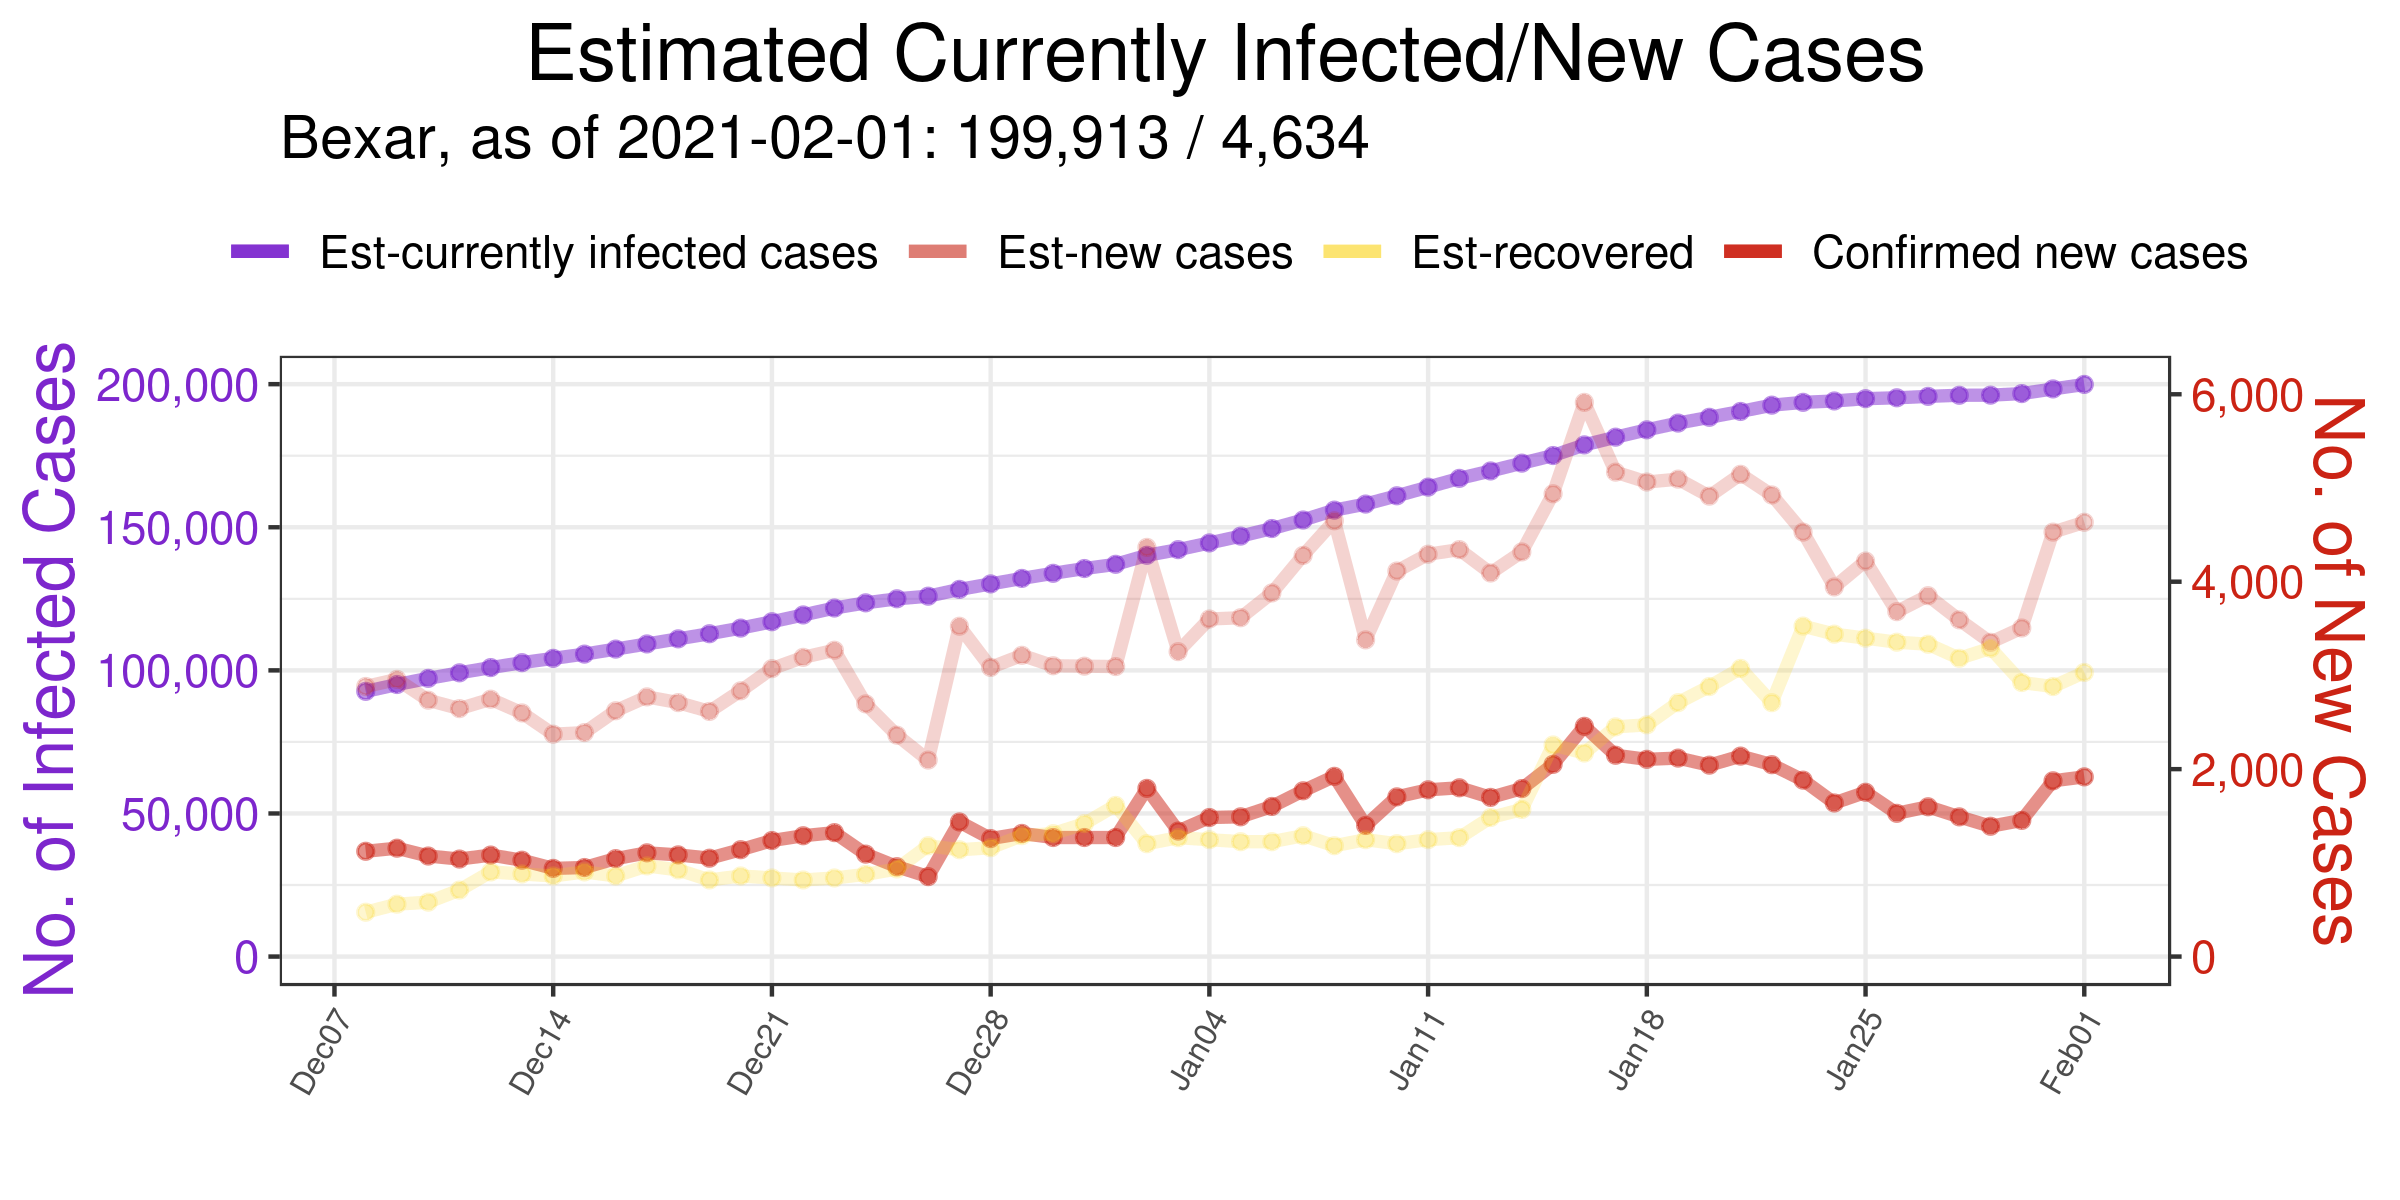 Estimated Currently Infected/New Cases
Bexar, as of 2021-02-01: 199,913 / 4,634
Est-currently infected cases Est-new cases Est-recovered Confirmed new cases
No. of Infected Cases
200,000
150,000
100,000
50,000
0
6,000
4,000
2,000
0
No. of New Cases
Dec07 Dec14 Dec21 Dec28 Jan04 Jan11 Jan18 Jan25 Feb01